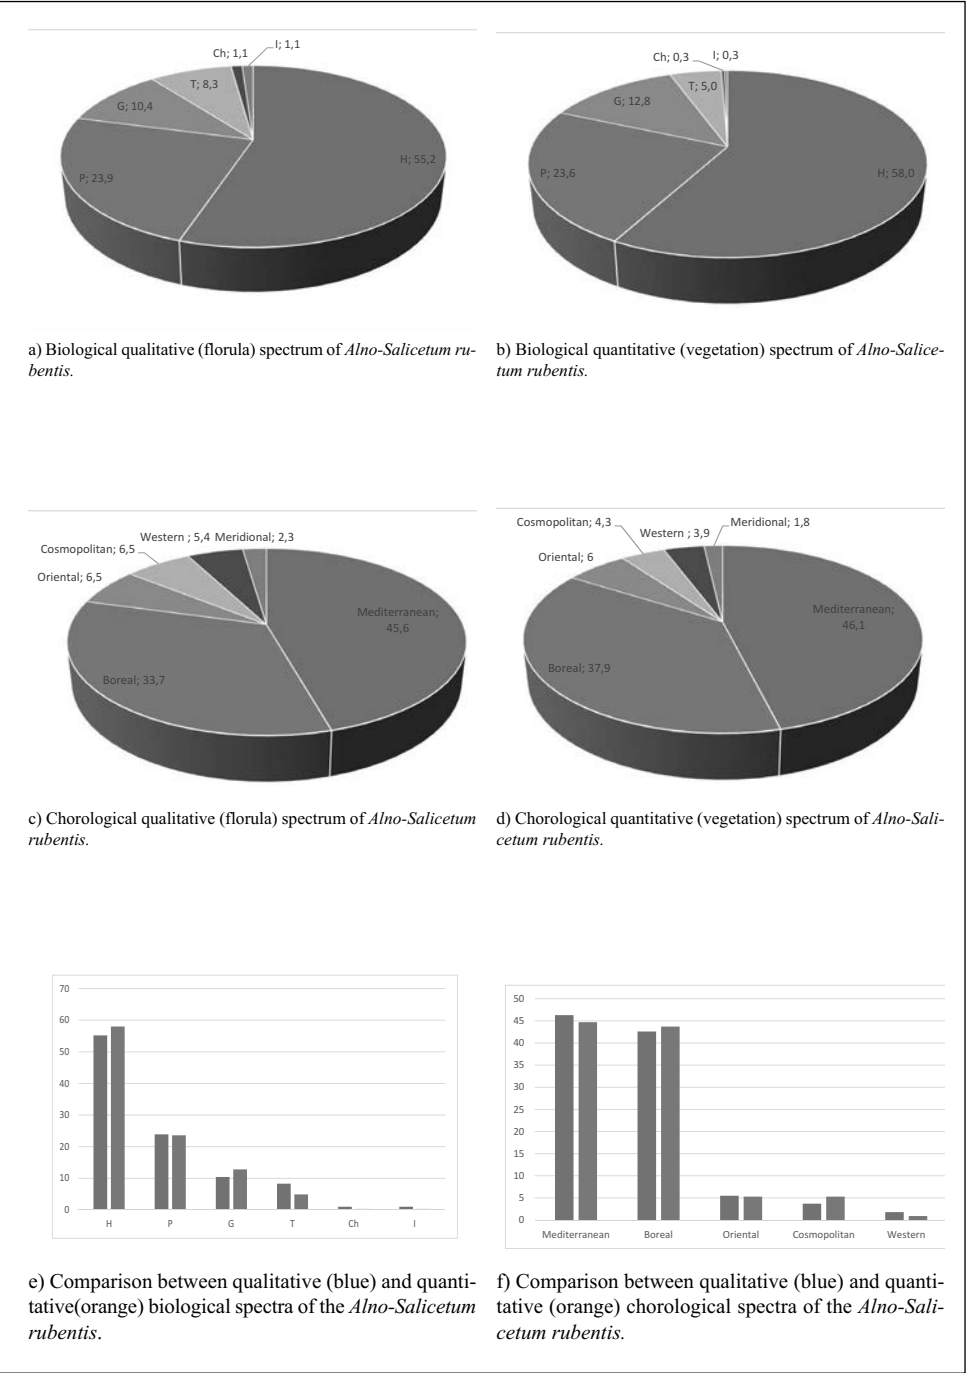 Ch; 1,1
I; 1,1
T; 8,3
G; 10,4
H; 55,2
P; 23,9
a) Biological qualitative (florula) spectrum of Alno-Salicetum ru-
bentis.
Ch; 0,3
I; 0,3
T; 5,0
G; 12,8
P; 23,6
H; 58,0
b) Biological quantitative (vegetation) spectrum of Alno-Salice-
tum rubentis.
Western ; 5,4
Meridional; 2,3
Cosmopolitan; 6,5
Oriental; 6,5
Mediterranean;
45,6
Boreal; 33,7
c) Chorological qualitative (florula) spectrum of Alno-Salicetum
rubentis.
Cosmopolitan; 4,3
Western ; 3,9
Meridional; 1,8
Oriental; 6
Mediterranean;
46,1
Boreal; 37,9
d) Chorological quantitative (vegetation) spectrum of Alno-Sali-
cetum rubentis.
70
60
50
40
30
20
10
0
H P G T Ch I
e) Comparison between qualitative (blue) and quanti-
tative(orange) biological spectra of the Alno-Salicetum
rubentis.
50
45
40
35
30
25
20
15
10
5
0
Mediterranean Boreal Oriental Cosmopolitan Western
f) Comparison between qualitative (blue) and quanti-
tative (orange) chorological spectra of the Alno-Sali-
cetum rubentis.